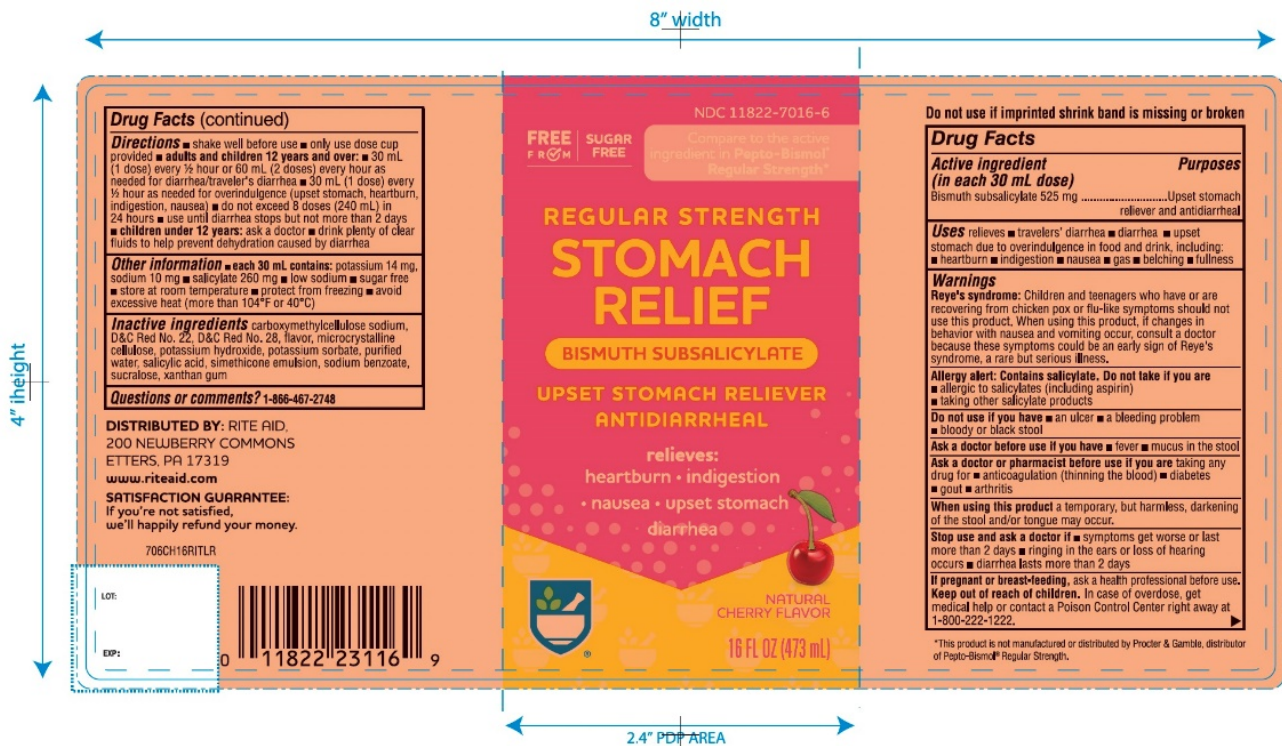 8" width
4" iheight
Drug Facts (continued)
Directions ■ shake well before use ■ only use dose cup
provided ■ adults and children 12 years and over: ■ 30 mL
(1 dose) every ½ hour or 60 mL (2 doses) every hour as
needed for diarrhea/traveler's diarrhea ■ 30 mL (1 dose) every
½ hour as needed for overindulgence (upset stomach, heartburn,
indigestion, nausea) ■ do not exceed 8 doses (240 mL) in
24 hours ■ use until diarrhea stops but not more than 2 days
■ children under 12 years: ask a doctor ■ drink plenty of clear
fluids to help prevent dehydration caused by diarrhea
Other information ■ each 30 mL contains: potassium 14 mg,
sodium 10 mg ■ salicylate 260 mg ■ low sodium ■ sugar free
■ store at room temperature ■ protect from freezing ■ avoid
excessive heat (more than 104°F or 40°C)
Inactive ingredients carboxymethylcellulose sodium,
D&C Red No. 22, D&C Red No. 28, flavor, microcrystalline
cellulose, potassium hydroxide, potassium sorbate, purified
water, salicylic acid, simethicone emulsion, sodium benzoate,
sucralose, xanthan gum
Questions or comments? 1-866-467-2748
DISTRIBUTED BY: RITE AID,
200 NEWBERRY COMMONS
ETTERS, PA 17319
www.riteaid.com
SATISFACTION GUARANTEE:
If you're not satisfied,
we'll happily refund your money.
706CH16RITLR
LOT:
EXP:
0 11822 23116 9
NDC 11822-7016-6
FREE FROM SUGAR FREE
Compare to the active
ingredient in Pepto-Bismol®
Regular Strength*
REGULAR STRENGTH
STOMACH
RELIEF
BISMUTH SUBSALICYLATE
UPSET STOMACH RELIEVER
ANTIDIARRHEAL
relieves:
heartburn • indigestion
• nausea • upset stomach
diarrhea
NATURAL
CHERRY FLAVOR
®
16 FL OZ (473 mL)
2.4" PDP AREA
Do not use if imprinted shrink band is missing or broken
Drug Facts
Active ingredient Purposes
(in each 30 mL dose)
Bismuth subsalicylate 525 mg ............................Upset stomach
reliever and antidiarrheal
Uses relieves ■ travelers' diarrhea ■ diarrhea ■ upset
stomach due to overindulgence in food and drink, including:
■ heartburn ■ indigestion ■ nausea ■ gas ■ belching ■ fullness
Warnings
Reye's syndrome: Children and teenagers who have or are
recovering from chicken pox or flu-like symptoms should not
use this product. When using this product, if changes in
behavior with nausea and vomiting occur, consult a doctor
because these symptoms could be an early sign of Reye's
syndrome, a rare but serious illness.
Allergy alert: Contains salicylate. Do not take if you are
■ allergic to salicylates (including aspirin)
■ taking other salicylate products
Do not use if you have ■ an ulcer ■ a bleeding problem
■ bloody or black stool
Ask a doctor before use if you have ■ fever ■ mucus in the stool
Ask a doctor or pharmacist before use if you are taking any
drug for ■ anticoagulation (thinning the blood) ■ diabetes
■ gout ■ arthritis
When using this product a temporary, but harmless, darkening
of the stool and/or tongue may occur.
Stop use and ask a doctor if ■ symptoms get worse or last
more than 2 days ■ ringing in the ears or loss of hearing
occurs ■ diarrhea lasts more than 2 days
If pregnant or breast-feeding, ask a health professional before use.
Keep out of reach of children. In case of overdose, get
medical help or contact a Poison Control Center right away at
1-800-222-1222.
*This product is not manufactured or distributed by Procter & Gamble, distributor
of Pepto-Bismol® Regular Strength.